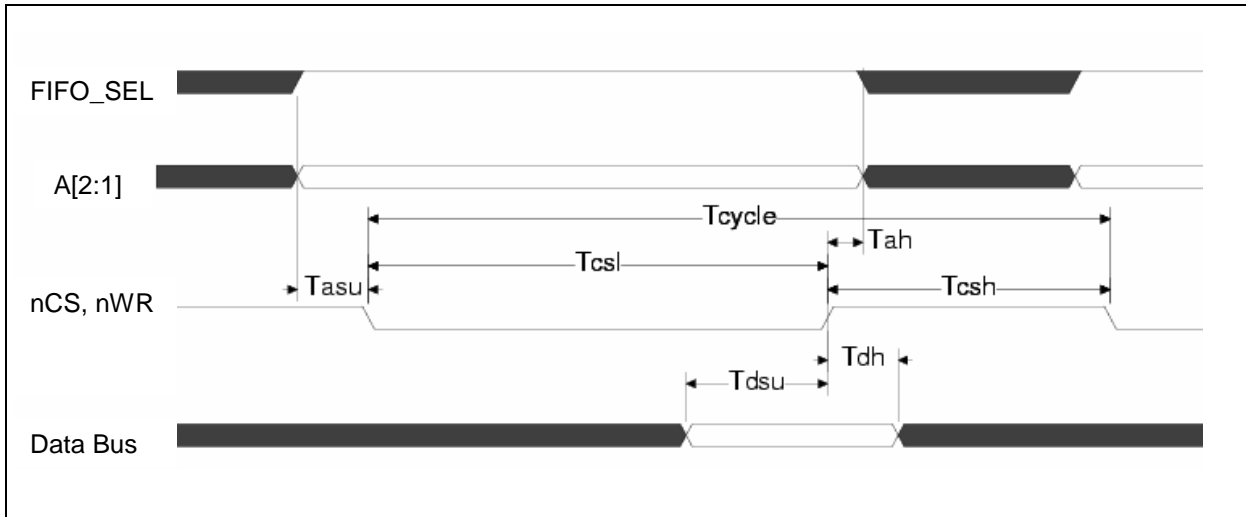 FIFO_SEL
A[2:1]
Tcycle
Tah
Tcsl
Tasu
Tcsh
nCS, nWR
Tdh
Tdsu
Data Bus